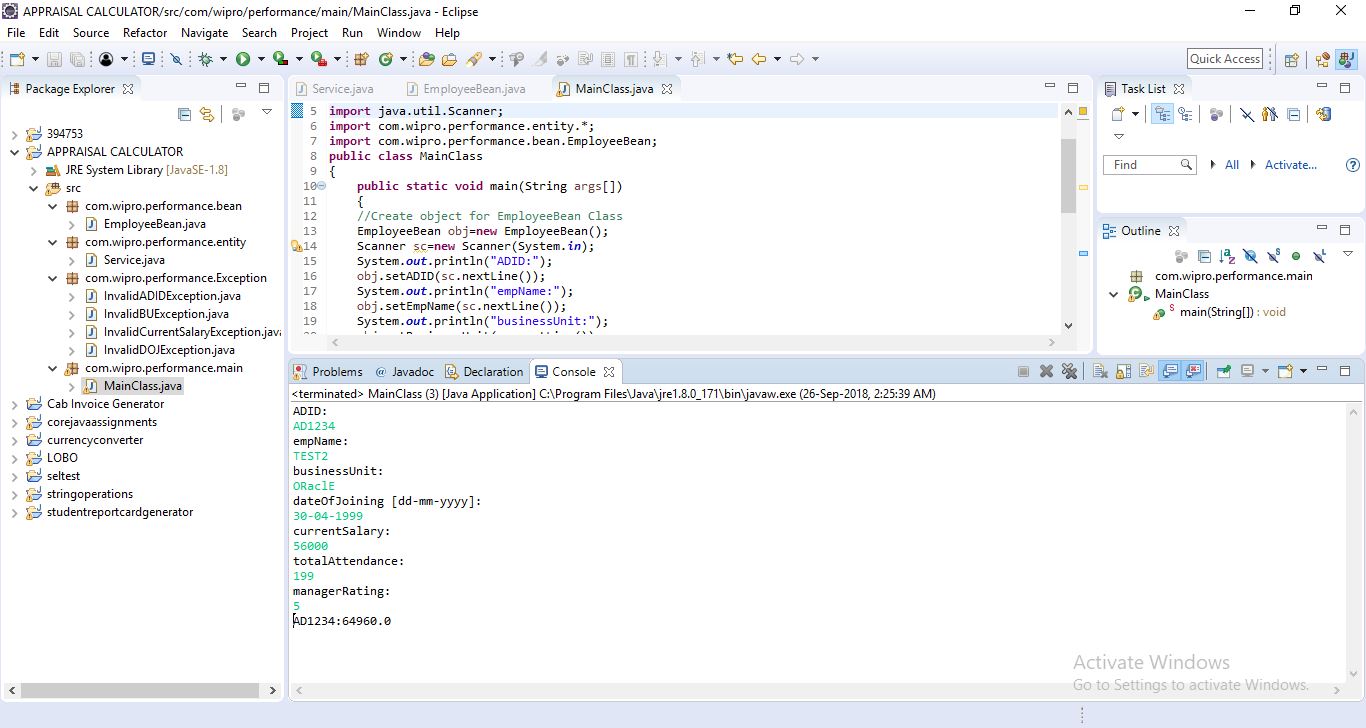 APPRAISAL CALCULATOR/src/com/wipro/performance/main/MainClass.java - Eclipse
File Edit Source Refactor Navigate Search Project Run Window Help
Quick Access
Package Explorer
394753
APPRAISAL CALCULATOR
JRE System Library [JavaSE-1.8]
src
com.wipro.performance.bean
EmployeeBean.java
com.wipro.performance.entity
Service.java
com.wipro.performance.Exception
InvalidADIDException.java
InvalidBUException.java
InvalidCurrentSalaryException.java
InvalidDOJException.java
com.wipro.performance.main
MainClass.java
Cab Invoice Generator
corejavaassignments
currencyconverter
LOBO
seltest
stringoperations
studentreportcardgenerator
Service.java EmployeeBean.java MainClass.java
5 import java.util.Scanner;
6 import com.wipro.performance.entity.*;
7 import com.wipro.performance.bean.EmployeeBean;
8 public class MainClass
9 {
10 public static void main(String args[])
11 {
12 //Create object for EmployeeBean Class
13 EmployeeBean obj=new EmployeeBean();
14 Scanner sc=new Scanner(System.in);
15 System.out.println("ADID:");
16 obj.setADID(sc.nextLine());
17 System.out.println("empName:");
18 obj.setEmpName(sc.nextLine());
19 System.out.println("businessUnit:");
Task List
Find All Activate...
Outline
com.wipro.performance.main
MainClass
main(String[]) : void
Problems @ Javadoc Declaration Console
<terminated> MainClass (3) [Java Application] C:\Program Files\Java\jre1.8.0_171\bin\javaw.exe (26-Sep-2018, 2:25:39 AM)
ADID:
AD1234
empName:
TEST2
businessUnit:
ORaclE
dateOfJoining [dd-mm-yyyy]:
30-04-1999
currentSalary:
56000
totalAttendance:
199
managerRating:
5
AD1234:64960.0
Activate Windows
Go to Settings to activate Windows.